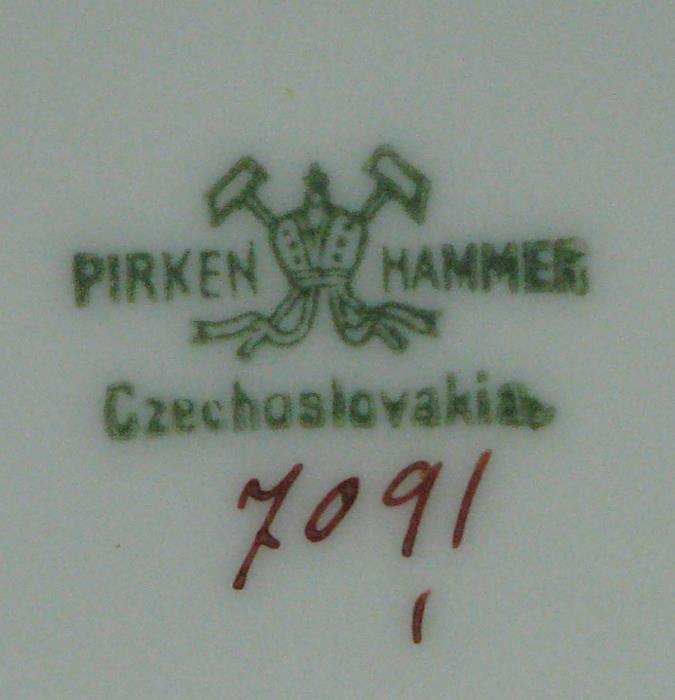 PIRKEN HAMMER
Czechoslovakia
7091
1